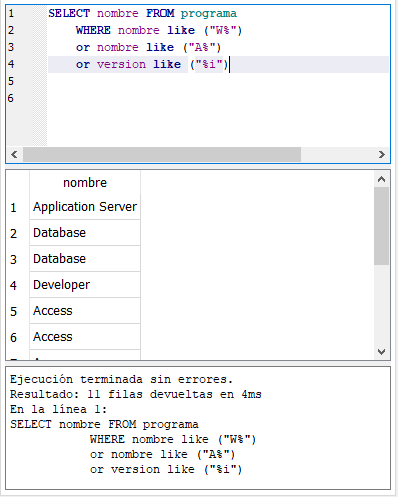 1 SELECT nombre FROM programa
2 WHERE nombre like ("W%")
3 or nombre like ("A%")
4 or version like ("%i")
5
6
nombre
1 Application Server
2 Database
3 Database
4 Developer
5 Access
6 Access
Ejecución terminada sin errores.
Resultado: 11 filas devueltas en 4ms
En la línea 1:
SELECT nombre FROM programa
WHERE nombre like ("W%")
or nombre like ("A%")
or version like ("%i")